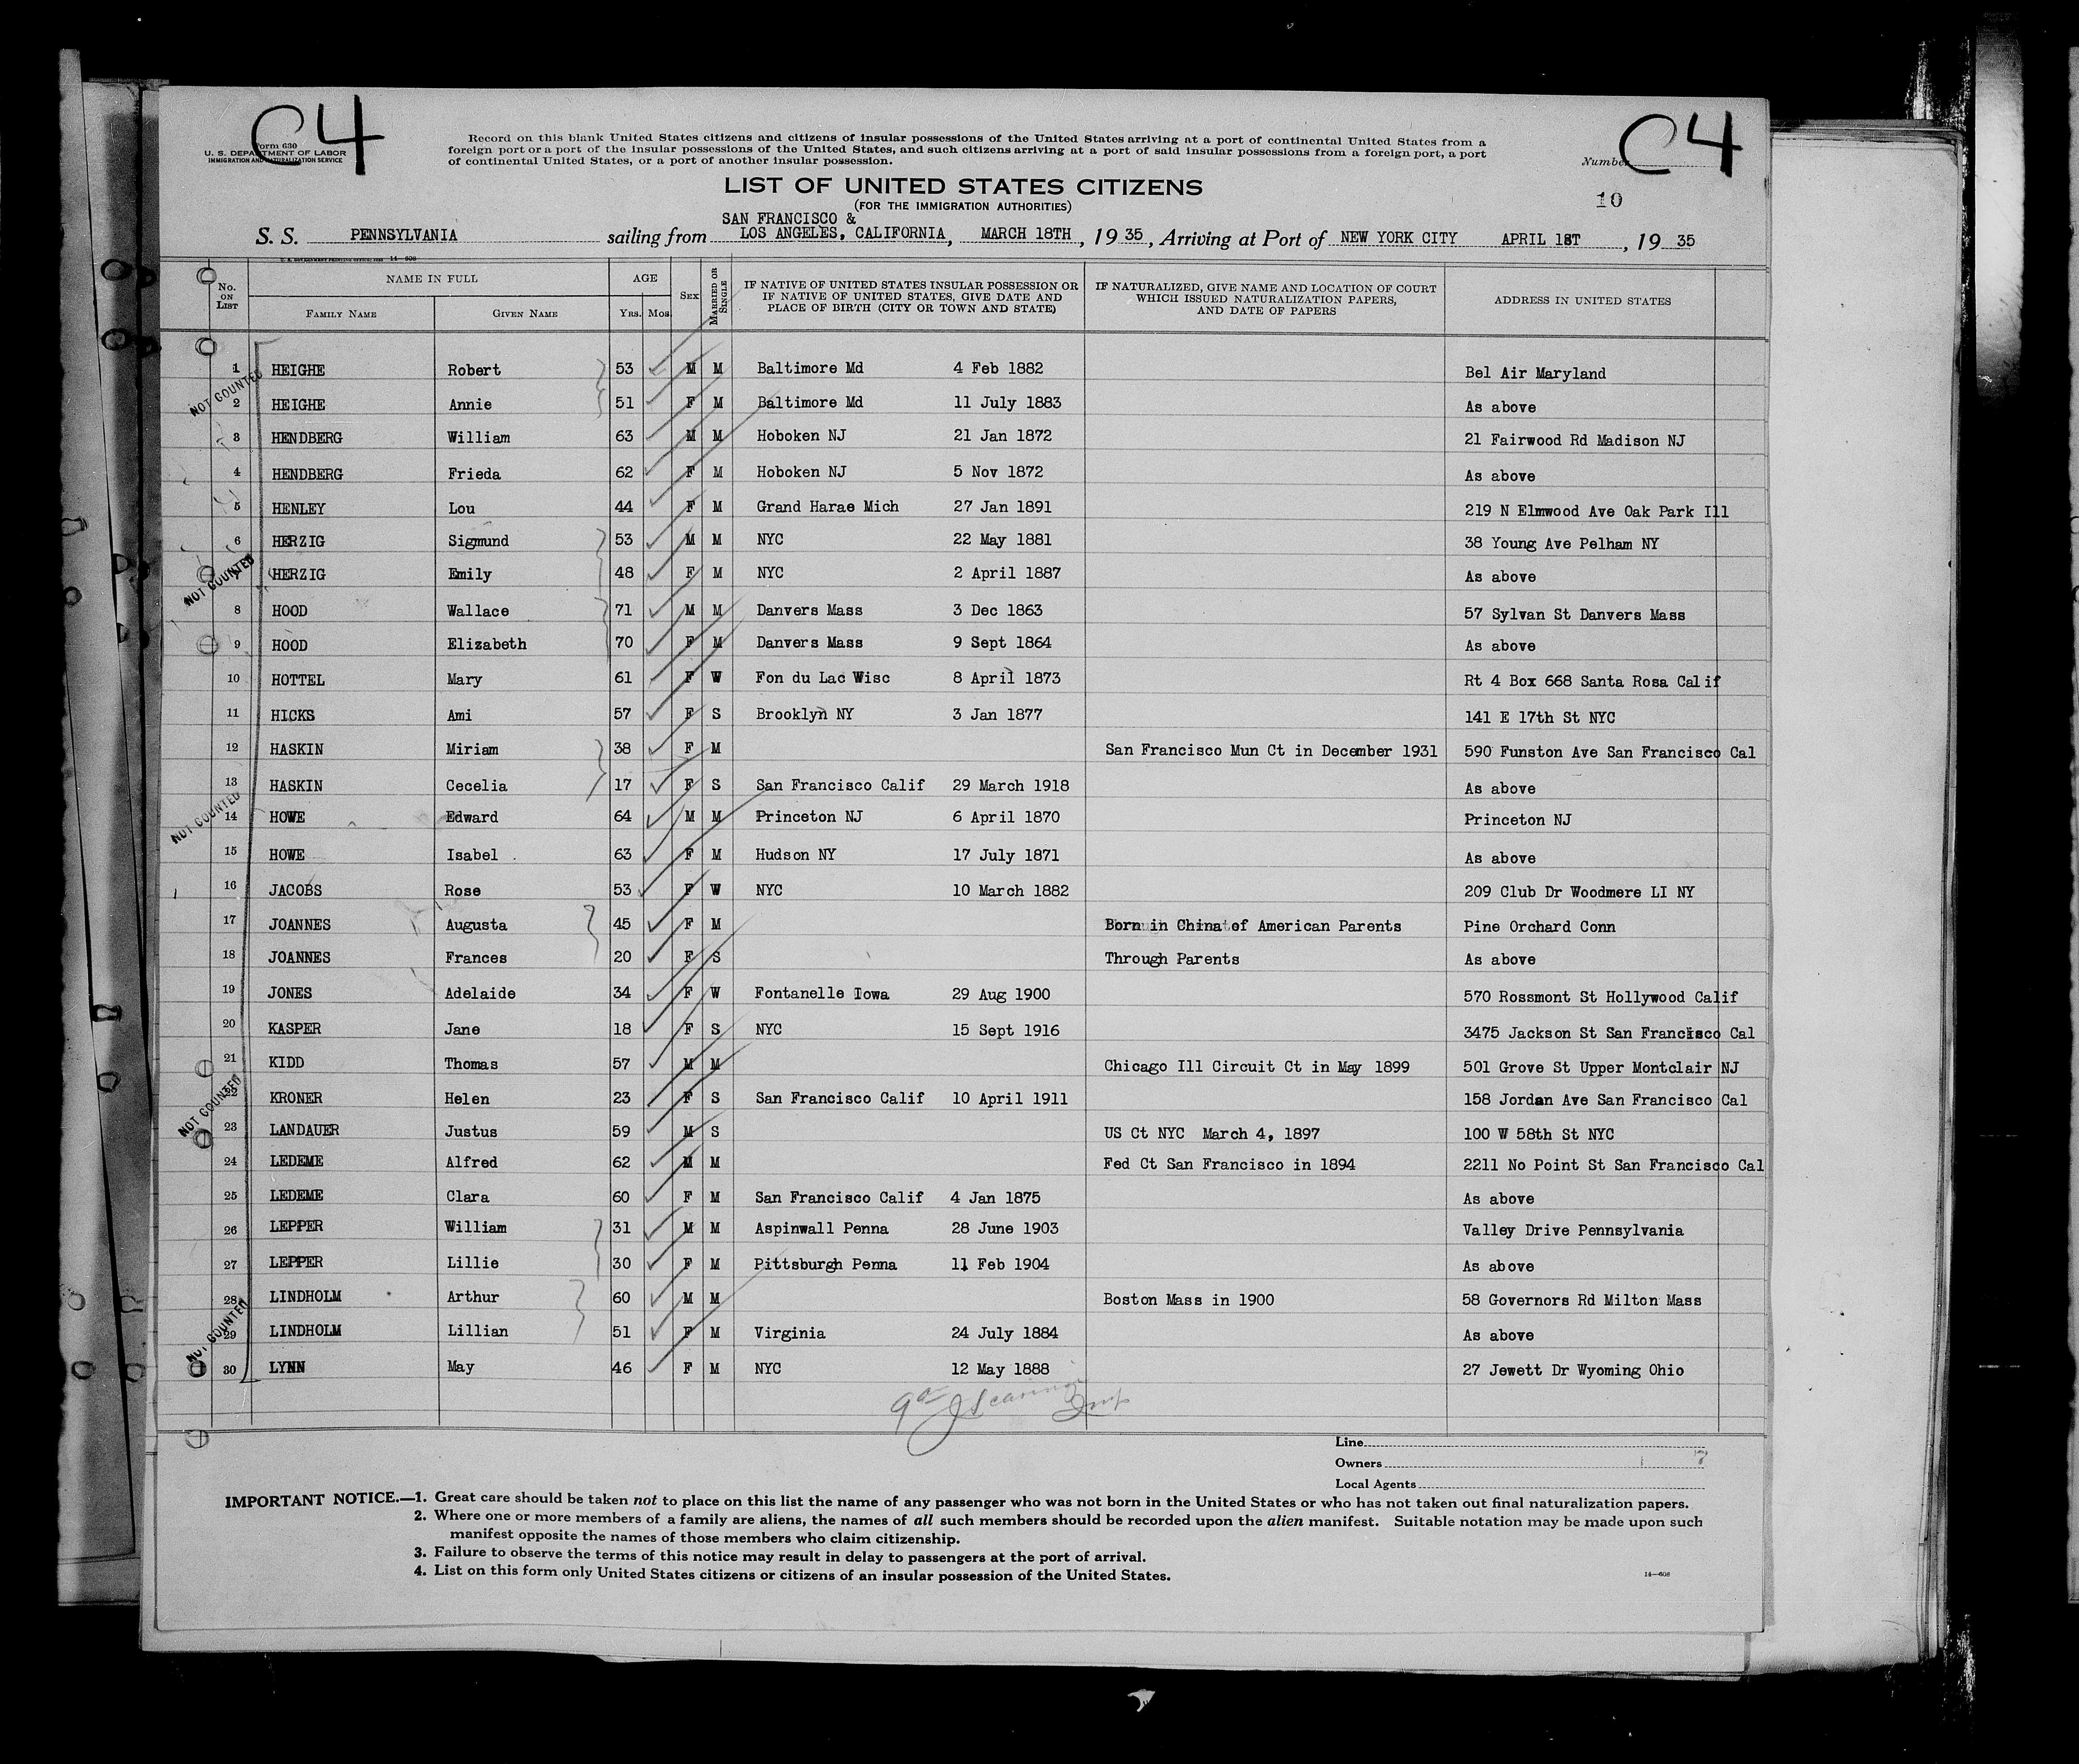 C4
Form 630
U. S. DEPARTMENT OF LABOR
IMMIGRATION AND NATURALIZATION SERVICE
Record on this blank United States citizens and citizens of insular possessions of the United States arriving at a port of continental United States from a
foreign port or a port of the insular possessions of the United States, and such citizens arriving at a port of said insular possessions from a foreign port, a port
of continental United States, or a port of another insular possession.
Number C4
LIST OF UNITED STATES CITIZENS
(FOR THE IMMIGRATION AUTHORITIES)
10
SAN FRANCISCO &
S. S. PENNSYLVANIA sailing from LOS ANGELES, CALIFORNIA, MARCH 18TH, 19 35, Arriving at Port of NEW YORK CITY APRIL 1ST, 19 35
No. ON LIST NAME IN FULL FAMILY NAME GIVEN NAME AGE YRS. MOS. SEX MARRIED OR SINGLE IF NATIVE OF UNITED STATES INSULAR POSSESSION OR IF NATIVE OF UNITED STATES, GIVE DATE AND PLACE OF BIRTH (CITY OR TOWN AND STATE) IF NATURALIZED, GIVE NAME AND LOCATION OF COURT WHICH ISSUED NATURALIZATION PAPERS, AND DATE OF PAPERS ADDRESS IN UNITED STATES
1 HEIGHE Robert 53 M M Baltimore Md 4 Feb 1882 Bel Air Maryland
NOT COUNTED
2 HEIGHE Annie 51 F M Baltimore Md 11 July 1883 As above
3 HENDBERG William 63 M M Hoboken NJ 21 Jan 1872 21 Fairwood Rd Madison NJ
4 HENDBERG Frieda 62 F M Hoboken NJ 5 Nov 1872 As above
5 HENLEY Lou 44 F M Grand Harae Mich 27 Jan 1891 219 N Elmwood Ave Oak Park Ill
6 HERZIG Sigmund 53 M M NYC 22 May 1881 38 Young Ave Pelham NY
NOT COUNTED
HERZIG Emily 48 F M NYC 2 April 1887 As above
8 HOOD Wallace 71 M M Danvers Mass 3 Dec 1863 57 Sylvan St Danvers Mass
9 HOOD Elizabeth 70 F M Danvers Mass 9 Sept 1864 As above
10 HOTTEL Mary 61 F W Fon du Lac Wisc 8 April 1873 Rt 4 Box 668 Santa Rosa Calif
11 HICKS Ami 57 F S Brooklyn NY 3 Jan 1877 141 E 17th St NYC
12 HASKIN Miriam 38 F M San Francisco Mun Ct in December 1931 590 Funston Ave San Francisco Cal
13 HASKIN Cecelia 17 F S San Francisco Calif 29 March 1918 As above
NOT COUNTED
14 HOWE Edward 64 M M Princeton NJ 6 April 1870 Princeton NJ
15 HOWE Isabel 63 F M Hudson NY 17 July 1871 As above
16 JACOBS Rose 53 F W NYC 10 March 1882 209 Club Dr Woodmere LI NY
17 JOANNES Augusta 45 F M Born in China of American Parents Pine Orchard Conn
18 JOANNES Frances 20 F S Through Parents As above
19 JONES Adelaide 34 F W Fontanelle Iowa 29 Aug 1900 570 Rossmont St Hollywood Calif
20 KASPER Jane 18 F S NYC 15 Sept 1916 3475 Jackson St San Francisco Cal
21 KIDD Thomas 57 M M Chicago Ill Circuit Ct in May 1899 501 Grove St Upper Montclair NJ
NOT COUNTED
22 KRONER Helen 23 F S San Francisco Calif 10 April 1911 158 Jordan Ave San Francisco Cal
23 LANDAUER Justus 59 M S US Ct NYC March 4, 1897 100 W 58th St NYC
24 LEDEME Alfred 62 M M Fed Ct San Francisco in 1894 2211 No Point St San Francisco Cal
25 LEDEME Clara 60 F M San Francisco Calif 4 Jan 1875 As above
26 LEPPER William 31 M M Aspinwall Penna 28 June 1903 Valley Drive Pennsylvania
27 LEPPER Lillie 30 F M Pittsburgh Penna 11 Feb 1904 As above
28 LINDHOLM Arthur 60 M M Boston Mass in 1900 58 Governors Rd Milton Mass
NOT COUNTED
29 LINDHOLM Lillian 51 F M Virginia 24 July 1884 As above
30 LYNN May 46 F M NYC 12 May 1888 27 Jewett Dr Wyoming Ohio
Line
Owners
Local Agents
IMPORTANT NOTICE.—1. Great care should be taken not to place on this list the name of any passenger who was not born in the United States or who has not taken out final naturalization papers.
2. Where one or more members of a family are aliens, the names of all such members should be recorded upon the alien manifest. Suitable notation may be made upon such
manifest opposite the names of those members who claim citizenship.
3. Failure to observe the terms of this notice may result in delay to passengers at the port of arrival.
4. List on this form only United States citizens or citizens of an insular possession of the United States.
14—608